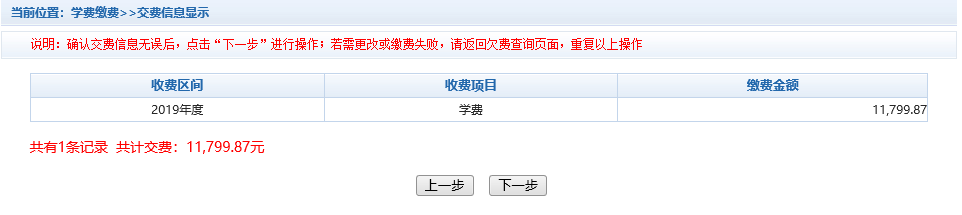 当前位置：学费缴费>>交费信息显示
说明：确认交费信息无误后，点击“下一步”进行操作；若需更改或缴费失败，请返回欠费查询页面，重复以上操作
收费区间 收费项目 缴费金额
2019年度 学费 11,799.87
共有1条记录 共计交费：11,799.87元
上一步 下一步